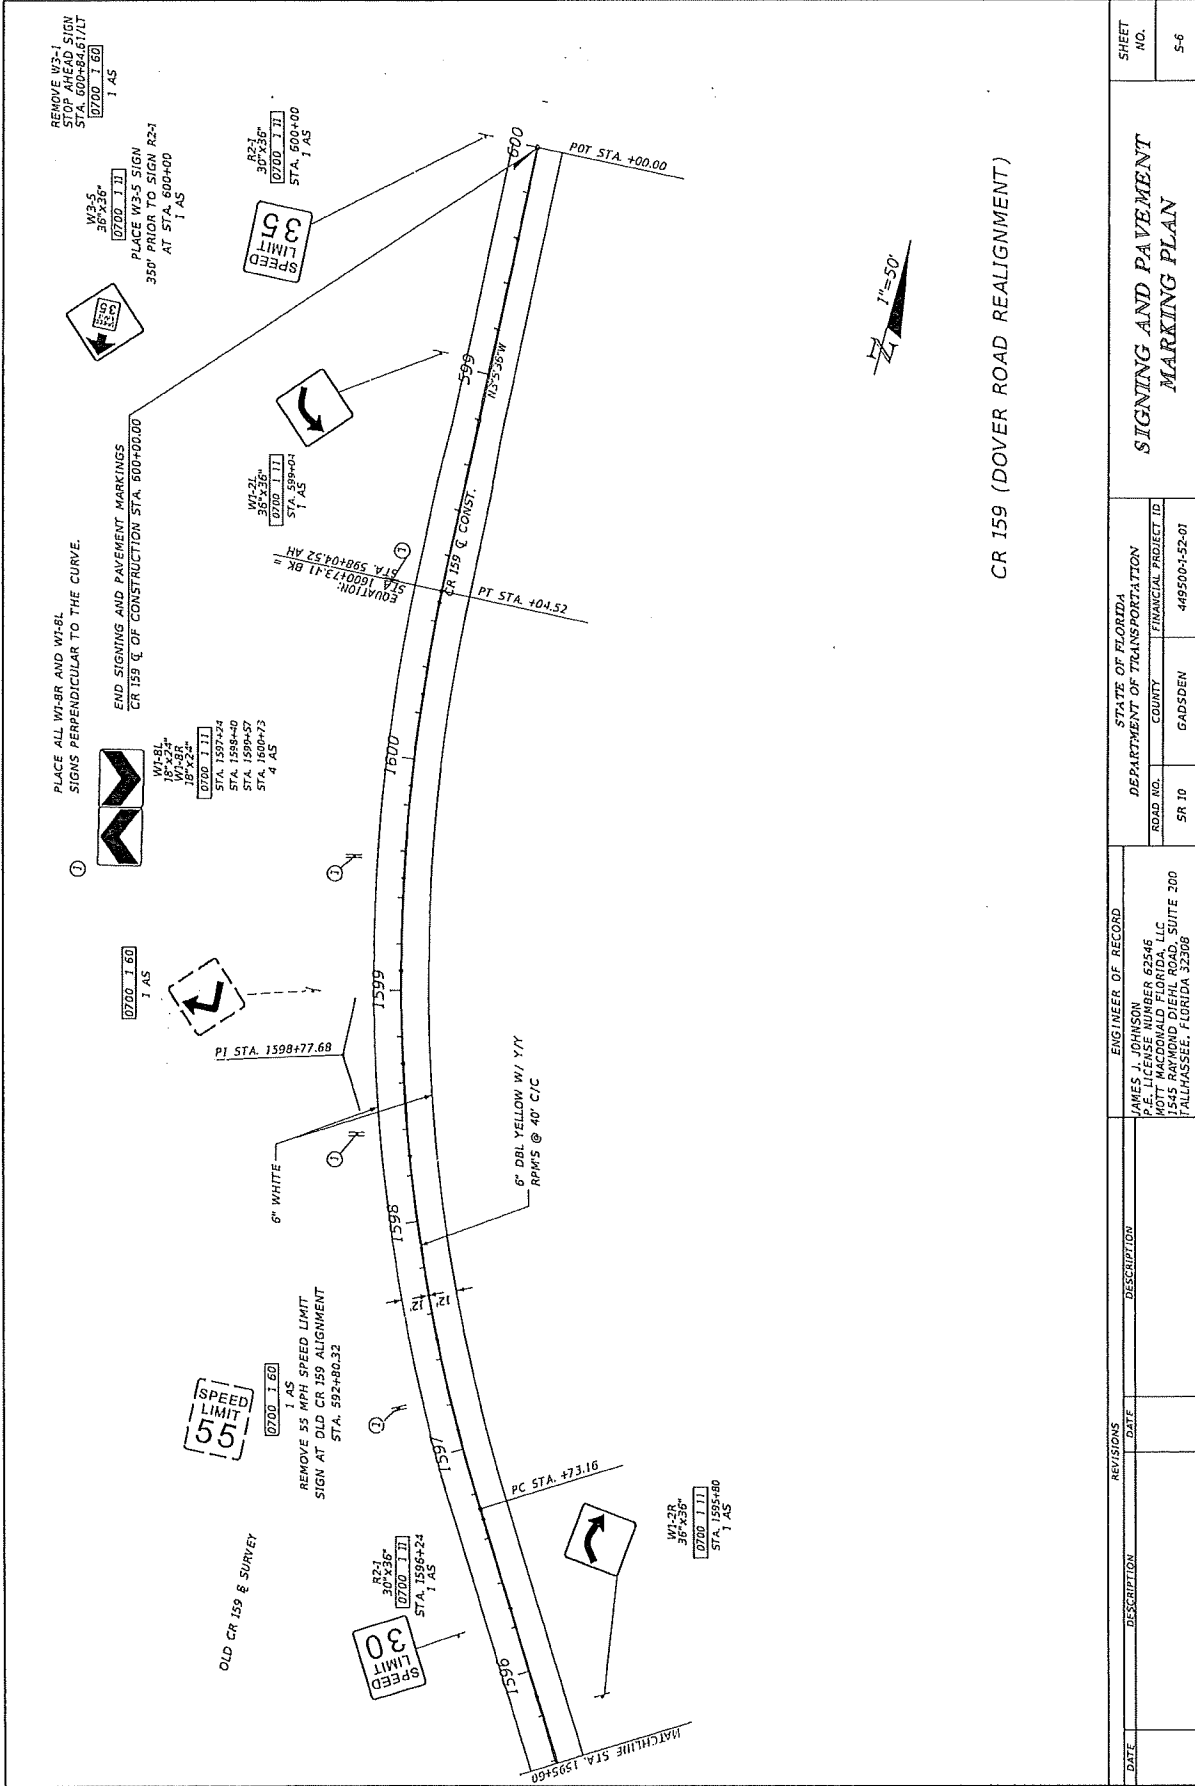 REMOVE W3-1
STOP AHEAD SIGN
STA. 600+84.61/LT
0700 1 60
1 AS
W3-5
36"x36"
0700 1 11
PLACE W3-5 SIGN
350' PRIOR TO SIGN R2-1
AT STA. 600+00
1 AS
SPEED
LIMIT
35
R2-1
30"x36"
0700 1 11
STA. 600+00
1 AS
SPEED
LIMIT
35
W1-2L
36"x36"
0700 1 11
STA. 599+04
1 AS
END SIGNING AND PAVEMENT MARKINGS
CR 159 ℄ OF CONSTRUCTION STA. 600+00.00
PLACE ALL W1-8R AND W1-8L
SIGNS PERPENDICULAR TO THE CURVE.
1
W1-8L
18"x24"
W1-8R
18"x24"
0700 1 11
STA. 1597+24
STA. 1598+40
STA. 1599+57
STA. 1600+73
4 AS
EQUATION:
STA. 1600+73.41 BK =
STA. 598+04.52 AH
1
0700 1 60
1 AS
PI STA. 1598+77.68
6" WHITE
1
1
1
6" DBL YELLOW W/ Y/Y
RPM'S @ 40' C/C
SPEED
LIMIT
55
0700 1 60
1 AS
REMOVE 55 MPH SPEED LIMIT
SIGN AT OLD CR 159 ALIGNMENT
STA. 592+80.32
OLD CR 159 ⅊ SURVEY
R2-1
30"x36"
0700 1 11
STA. 1596+24
1 AS
SPEED
LIMIT
30
W1-2R
36"x36"
0700 1 11
STA. 1595+80
1 AS
MATCHLINE STA. 1595+60
1596
PC STA. +73.16
1597
12'
12'
1598
1599
1600
PT STA. +04.52
CR 159 ℄ CONST.
N3°5'36"W
599
600
POT STA. +00.00
N
1"=50'
CR 159 (DOVER ROAD REALIGNMENT)
REVISIONS
DATE
DESCRIPTION
DATE
DESCRIPTION
ENGINEER OF RECORD
JAMES J. JOHNSON
P.E. LICENSE NUMBER 62546
MOTT MACDONALD FLORIDA, LLC
1545 RAYMOND DIEHL ROAD, SUITE 200
TALLHASSEE, FLORIDA 32308
STATE OF FLORIDA
DEPARTMENT OF TRANSPORTATION
ROAD NO.
COUNTY
FINANCIAL PROJECT ID
SR 10
GADSDEN
449500-1-52-01
SIGNING AND PAVEMENT
MARKING PLAN
SHEET
NO.
S-6